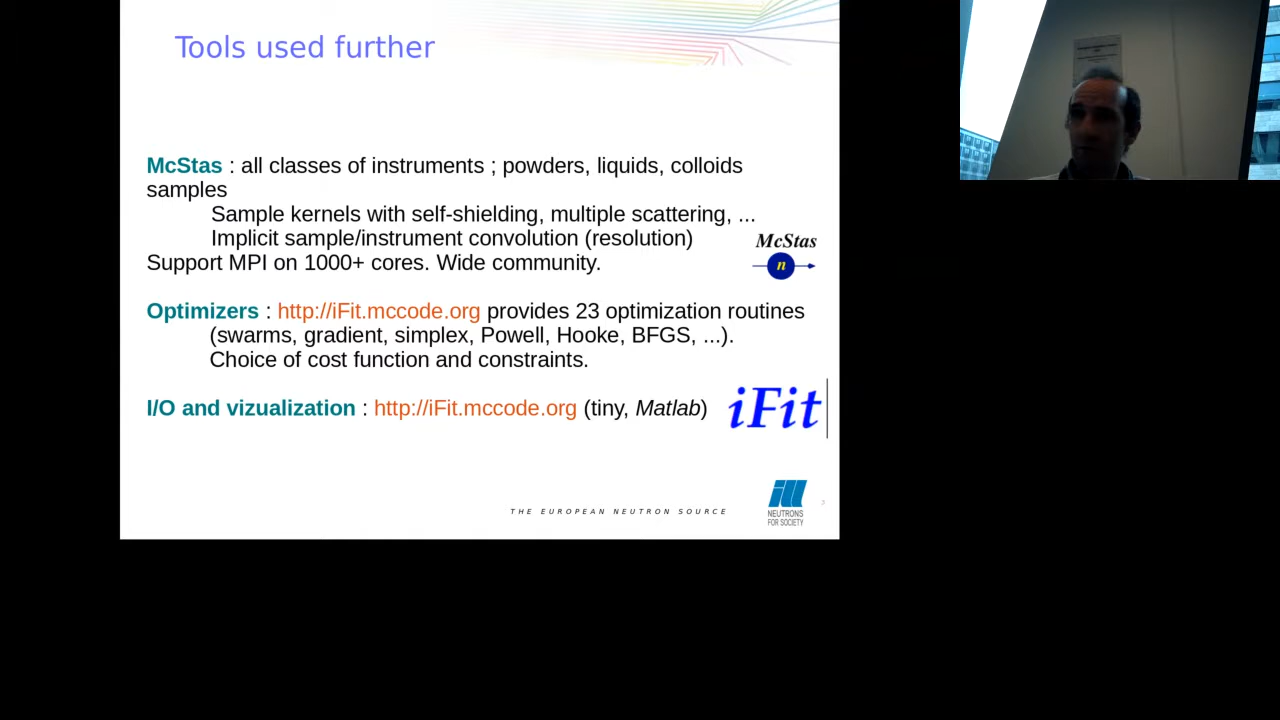 Tools used further
McStas : all classes of instruments ; powders, liquids, colloids
samples
Sample kernels with self-shielding, multiple scattering, ...
Implicit sample/instrument convolution (resolution)
Support MPI on 1000+ cores. Wide community.
McStas
n
Optimizers : http://iFit.mccode.org provides 23 optimization routines
(swarms, gradient, simplex, Powell, Hooke, BFGS, ...).
Choice of cost function and constraints.
I/O and vizualization : http://iFit.mccode.org (tiny, Matlab)
iFit
THE EUROPEAN NEUTRON SOURCE
ill
NEUTRONS
FOR SOCIETY